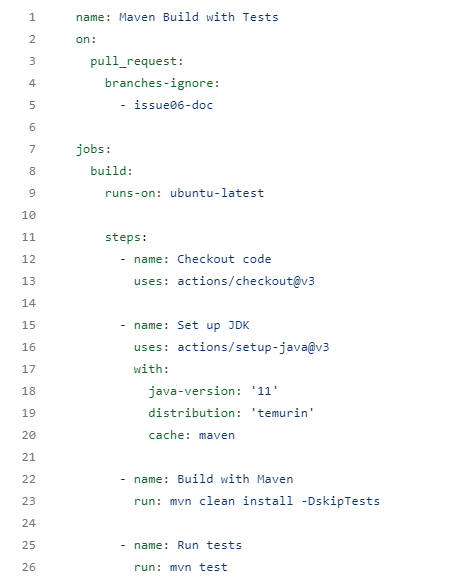 1 name: Maven Build with Tests
2 on:
3 pull_request:
4 branches-ignore:
5 - issue06-doc
6
7 jobs:
8 build:
9 runs-on: ubuntu-latest
10
11 steps:
12 - name: Checkout code
13 uses: actions/checkout@v3
14
15 - name: Set up JDK
16 uses: actions/setup-java@v3
17 with:
18 java-version: '11'
19 distribution: 'temurin'
20 cache: maven
21
22 - name: Build with Maven
23 run: mvn clean install -DskipTests
24
25 - name: Run tests
26 run: mvn test